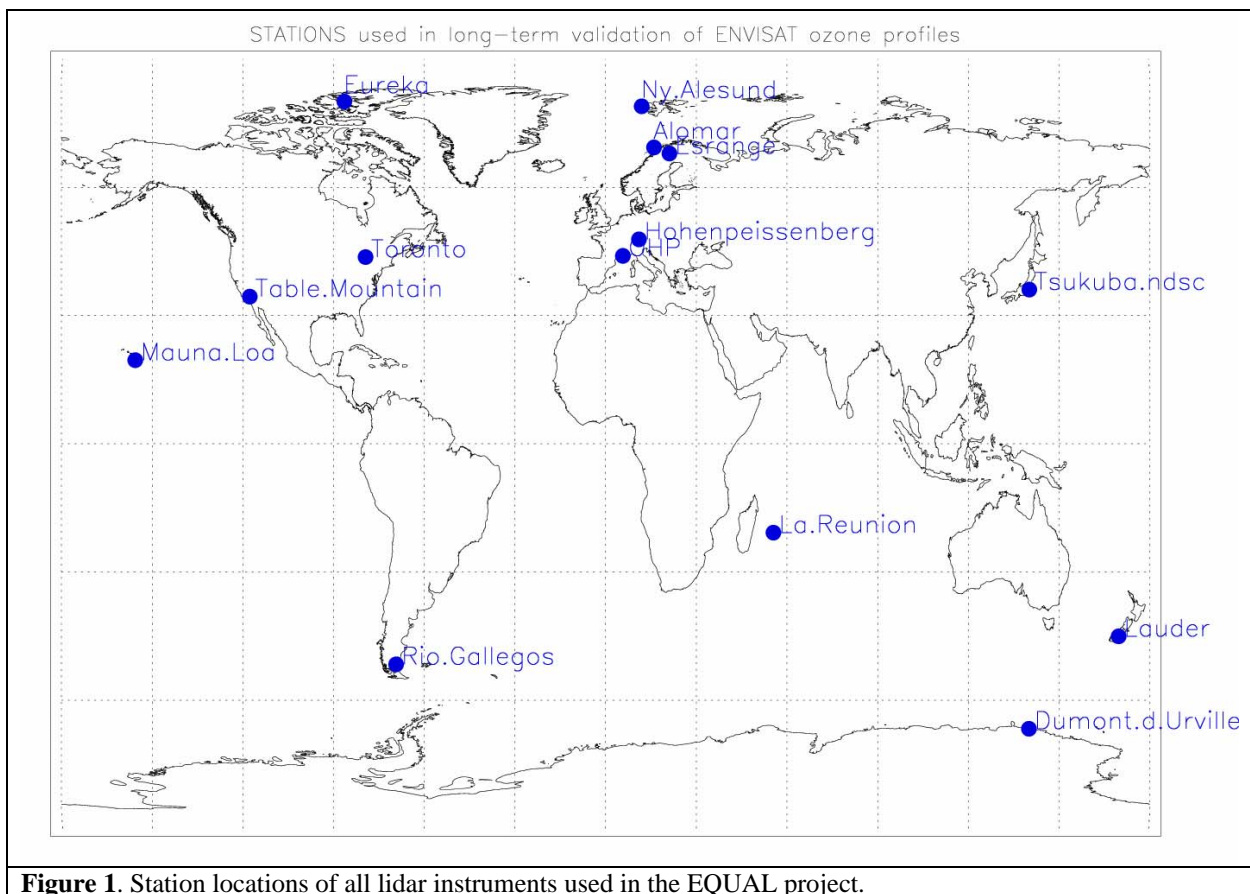 STATIONS used in long-term validation of ENVISAT ozone profiles
Eureka
Ny.Alesund
Alomar
Esrange
Hohenpeissenberg
OHP
Toronto
Table.Mountain
Tsukuba.ndsc
Mauna.Loa
La.Reunion
Lauder
Rio.Gallegos
Dumont.d.Urville
Figure 1. Station locations of all lidar instruments used in the EQUAL project.